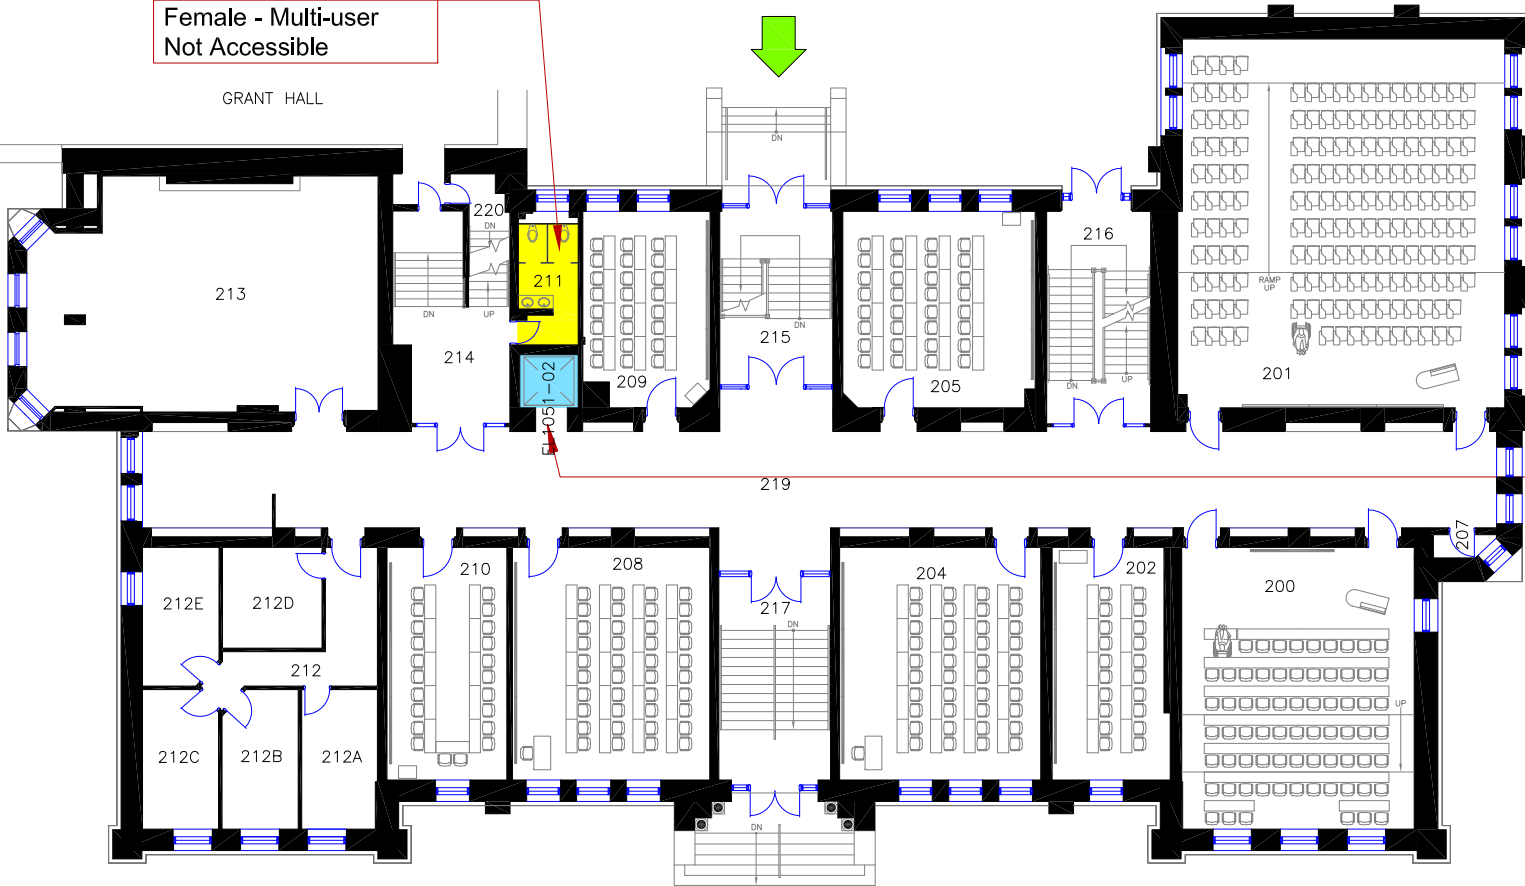 Female - Multi-user
Not Accessible
GRANT HALL
DN
220
DN
216
213
211
RAMP
UP
DN
UP
DN
215
214
EL1051-02
209
205
DN
UP
201
219
207
210
208
204
202
200
212E
212D
217
DN
212
UP
212C
212B
212A
DN